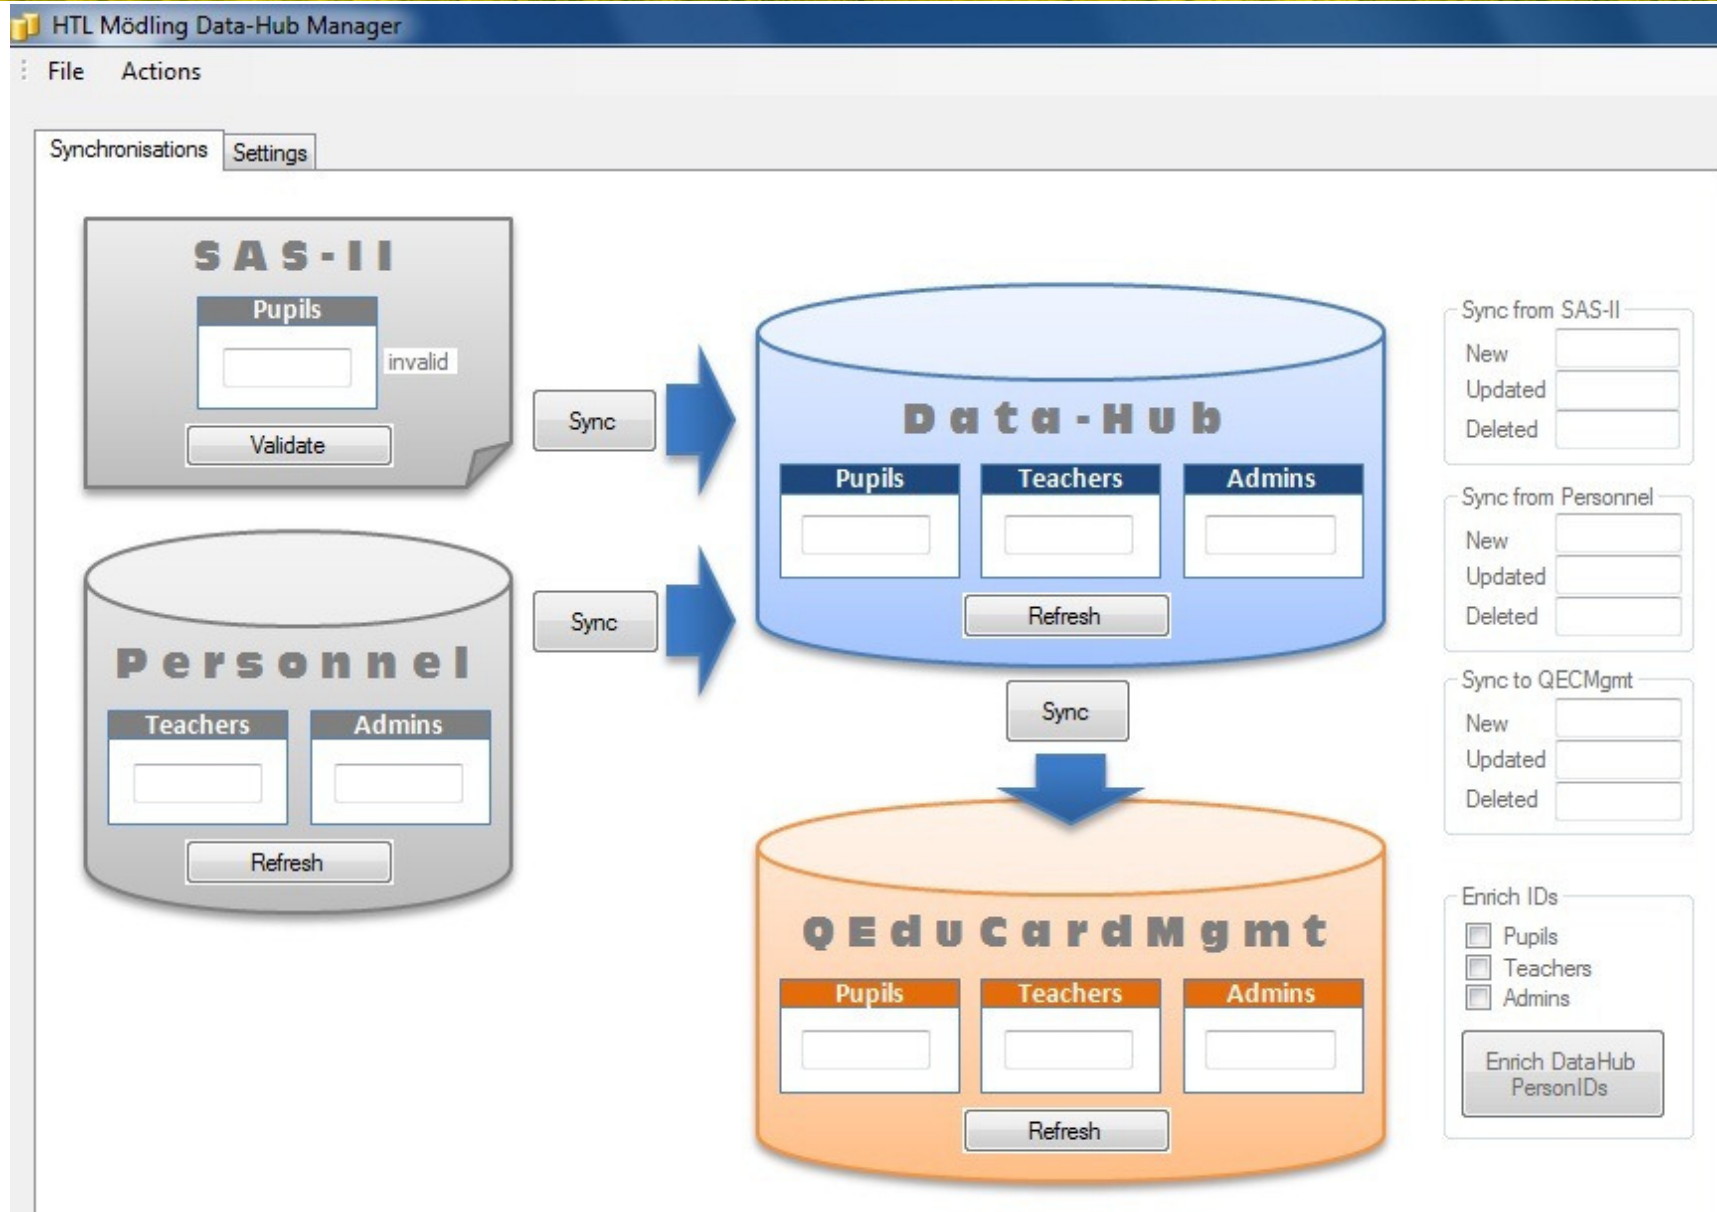 HTL Mödling Data-Hub Manager
File Actions
Synchronisations Settings
SAS-II
Pupils
invalid
Validate
Sync
Personnel
Teachers Admins
Refresh
Sync
Data-Hub
Pupils Teachers Admins
Refresh
Sync
QEduCardMgmt
Pupils Teachers Admins
Refresh
Sync from SAS-II
New
Updated
Deleted
Sync from Personnel
New
Updated
Deleted
Sync to QECMgmt
New
Updated
Deleted
Enrich IDs
Pupils
Teachers
Admins
Enrich DataHub
PersonIDs